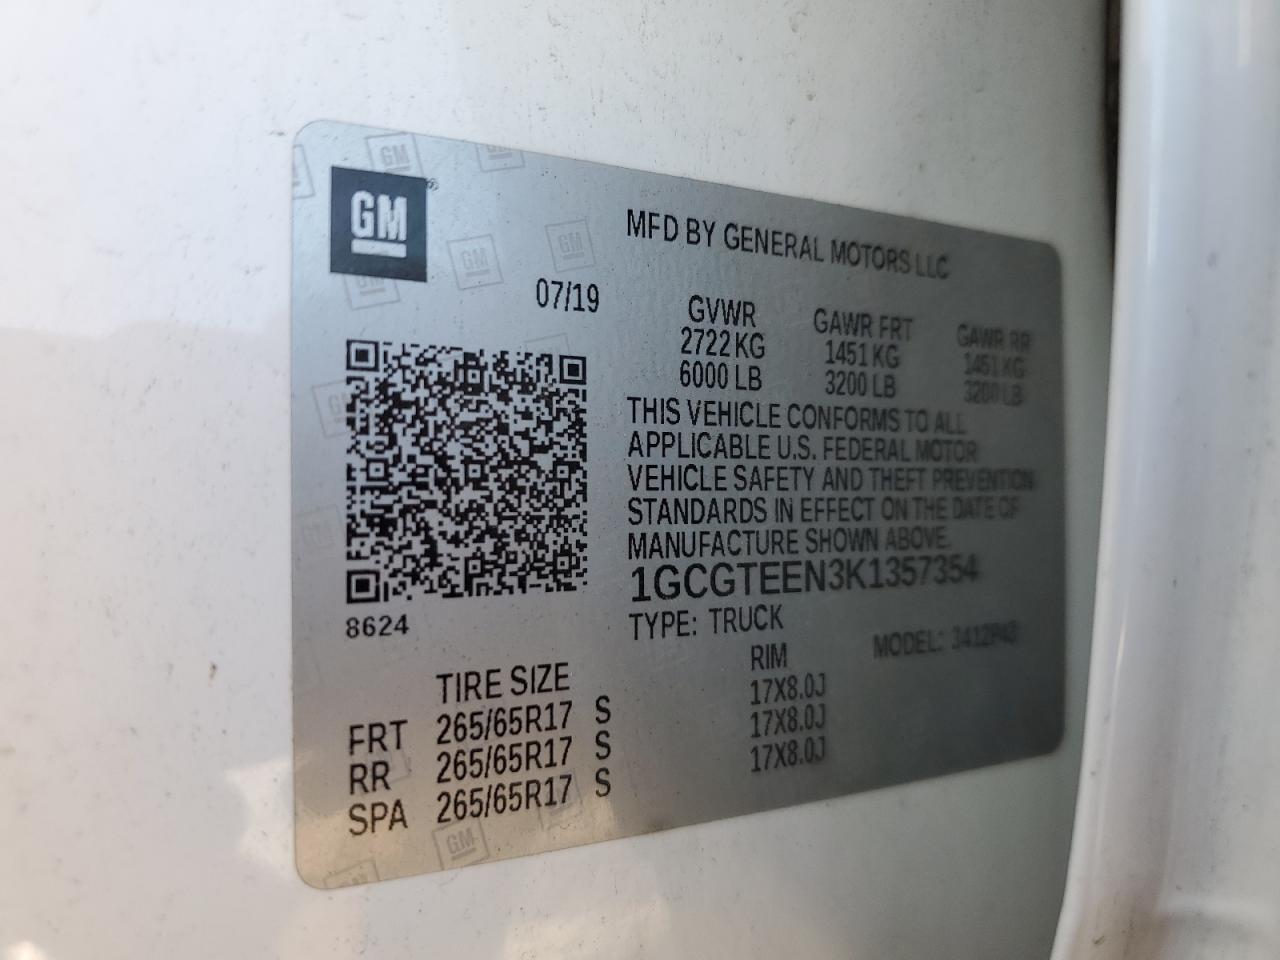 GM
MFD BY GENERAL MOTORS LLC
07/19
GVWR GAWR FRT GAWR RR
2722 KG 1451 KG 1451 KG
6000 LB 3200 LB 3200 LB
THIS VEHICLE CONFORMS TO ALL
APPLICABLE U.S. FEDERAL MOTOR
VEHICLE SAFETY AND THEFT PREVENTION
STANDARDS IN EFFECT ON THE DATE OF
MANUFACTURE SHOWN ABOVE.
1GCGTEEN3K1357354
8624
TYPE: TRUCK
MODEL:
TIRE SIZE RIM
FRT 265/65R17 S 17X8.0J
RR 265/65R17 S 17X8.0J
SPA 265/65R17 S 17X8.0J